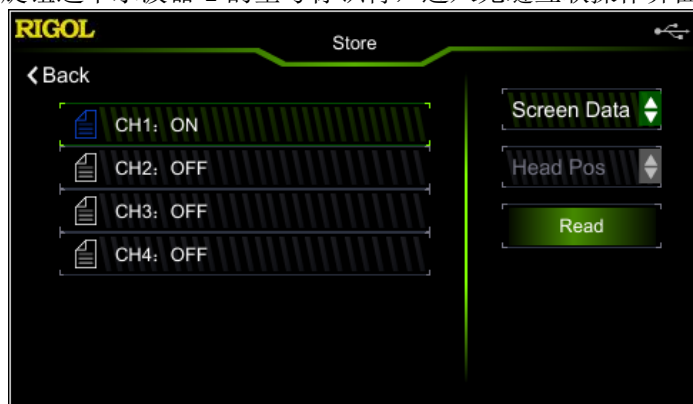 RIGOL
Store
Back
CH1：ON
CH2：OFF
CH3：OFF
CH4：OFF
Screen Data
Head Pos
Read